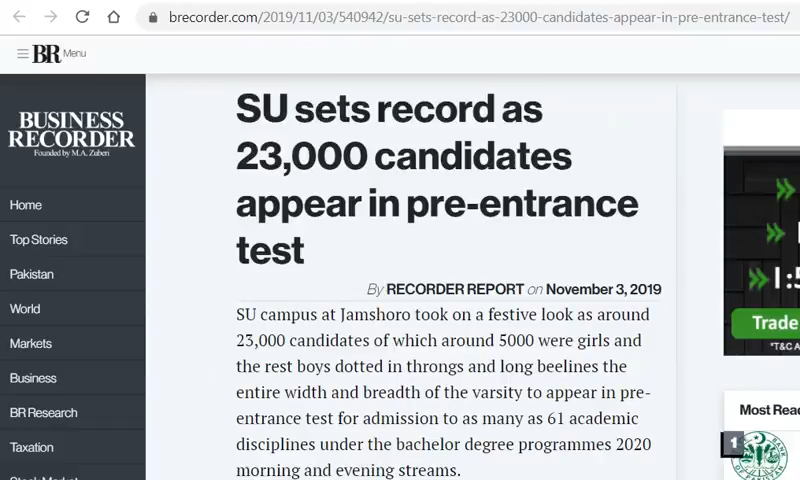 brecorder.com/2019/11/03/540942/su-sets-record-as-23000-candidates-appear-in-pre-entrance-test/
BR Menu
BUSINESS
RECORDER
Founded by M.A. Zuberi
Home
Top Stories
Pakistan
World
Markets
Business
BR Research
Taxation
SU sets record as
23,000 candidates
appear in pre-entrance
test
By RECORDER REPORT on November 3, 2019
SU campus at Jamshoro took on a festive look as around
23,000 candidates of which around 5000 were girls and
the rest boys dotted in throngs and long beelines the
entire width and breadth of the varsity to appear in pre-
entrance test for admission to as many as 61 academic
disciplines under the bachelor degree programmes 2020
morning and evening streams.
1:5
Trade
*T&C A
Most Read
1